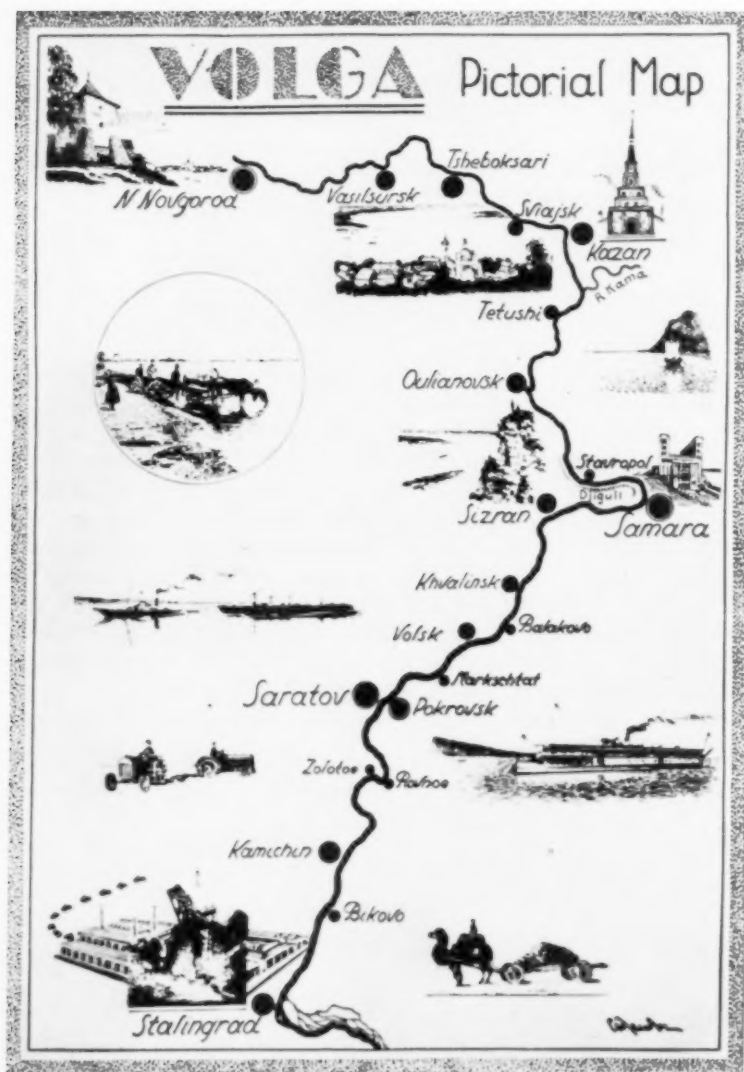 VOLGA Pictorial Map
N Novgorod
Vasilsursk
Tsheboksari
Sviajsk
Kazan
R. Kama
Tetushi
Oulianovsk
Stavropol
Djiguli
Sizran
Samara
Khvalinsk
Volsk
Balakovo
Markschtat
Saratov
Pokrovsk
Zolotoe
Rovnoe
Kamichin
Bikovo
Stalingrad